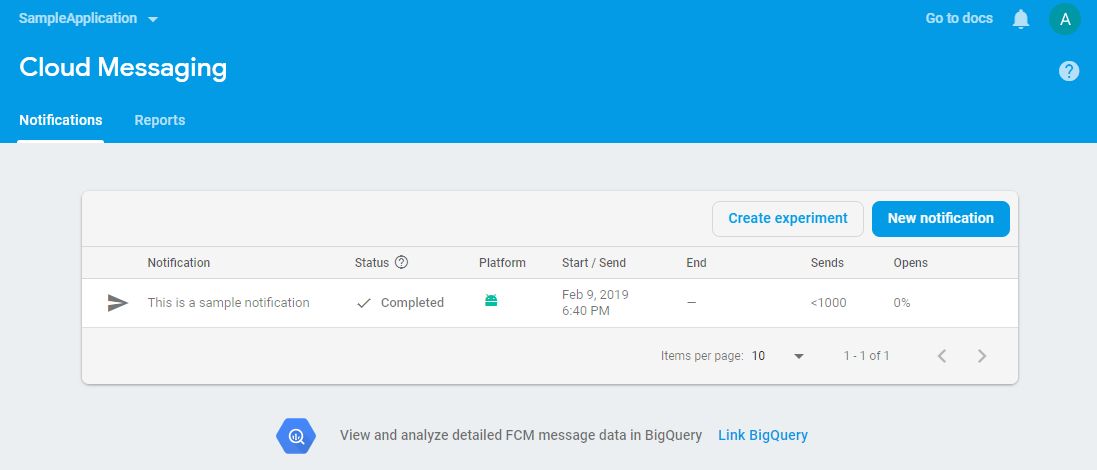 SampleApplication
Go to docs
A
Cloud Messaging
?
Notifications Reports
Create experiment New notification
Notification Status ? Platform Start / Send End Sends Opens
This is a sample notification Completed Feb 9, 2019 — <1000 0%
6:40 PM
Items per page: 10 1 - 1 of 1
View and analyze detailed FCM message data in BigQuery Link BigQuery